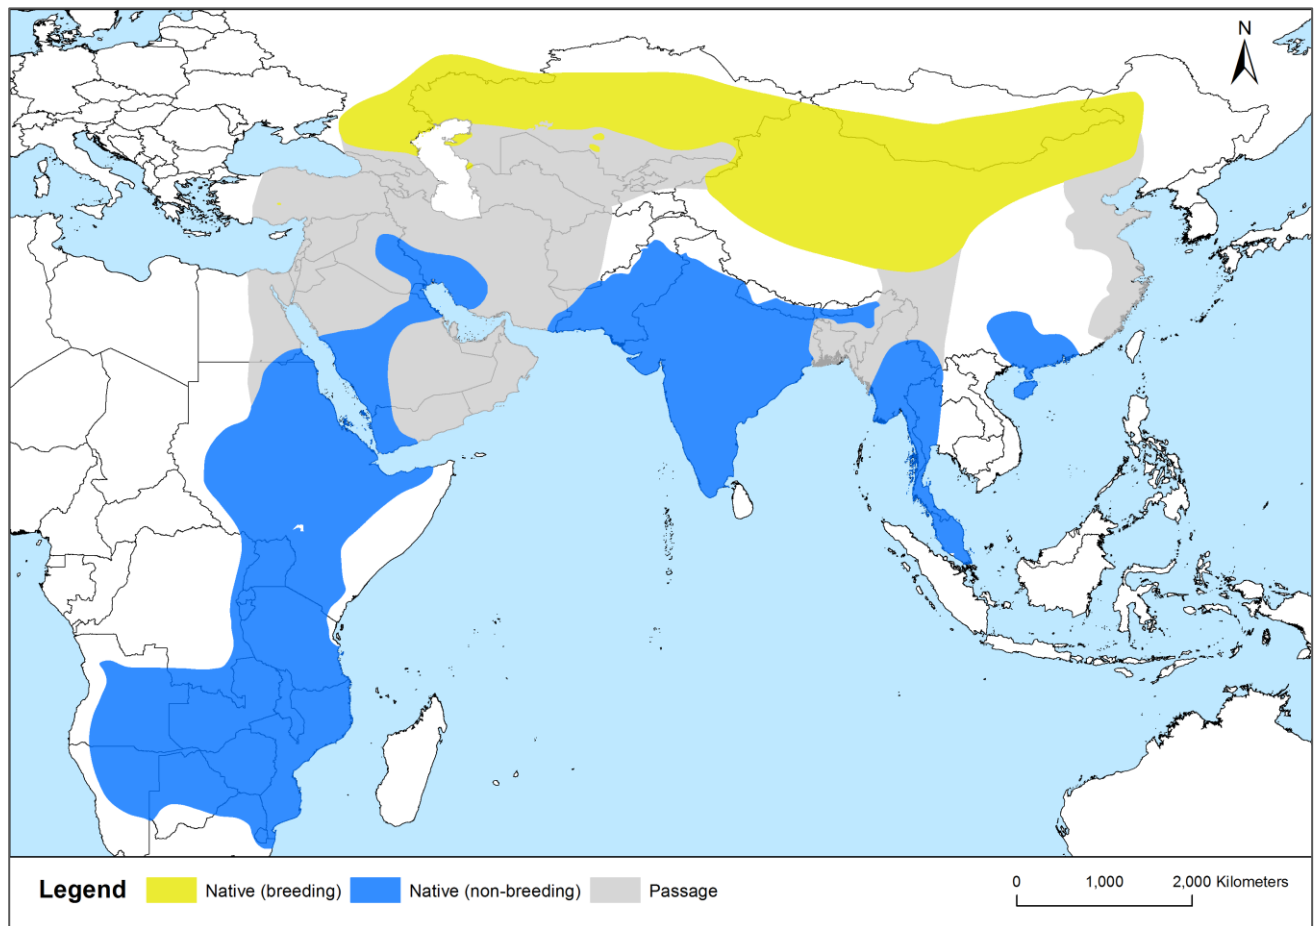 N
Legend
Native (breeding)
Native (non-breeding)
Passage
0 1,000 2,000 Kilometers